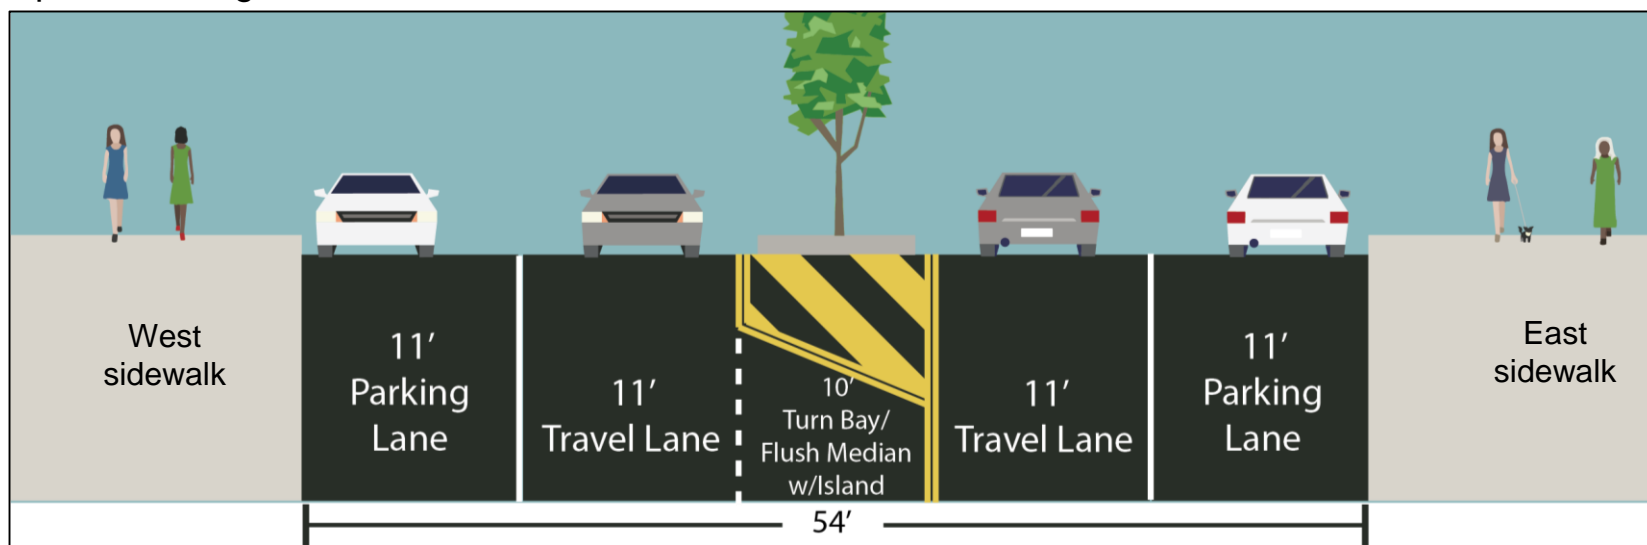 West
sidewalk
11’
Parking
Lane
11’
Travel Lane
10’
Turn Bay/
Flush Median
w/Island
11’
Travel Lane
11’
Parking
Lane
East
sidewalk
54’